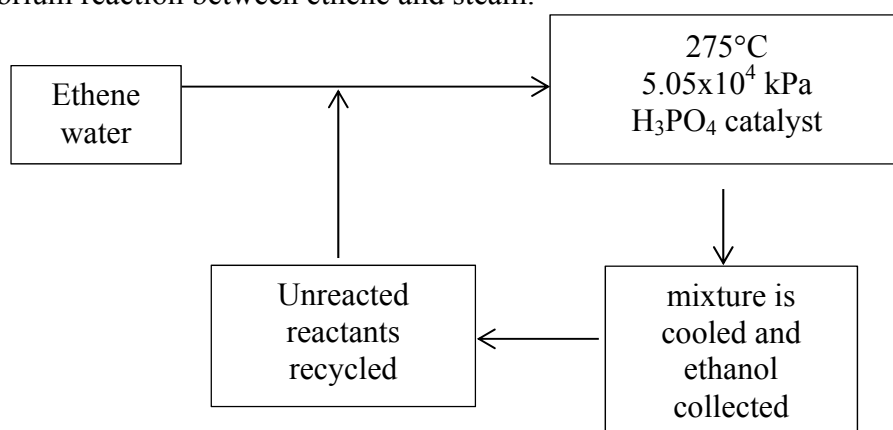 reaction between ethene and steam.
Ethene
water
275°C
5.05x10⁴ kPa
H₃PO₄ catalyst
Unreacted
reactants
recycled
mixture is
cooled and
ethanol
collected